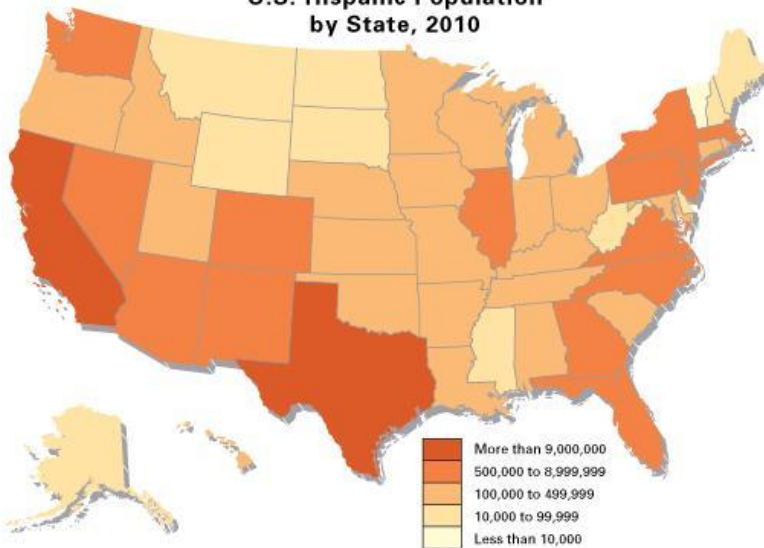 U.S. Hispanic Population
by State, 2010
More than 9,000,000
500,000 to 8,999,999
100,000 to 499,999
10,000 to 99,999
Less than 10,000